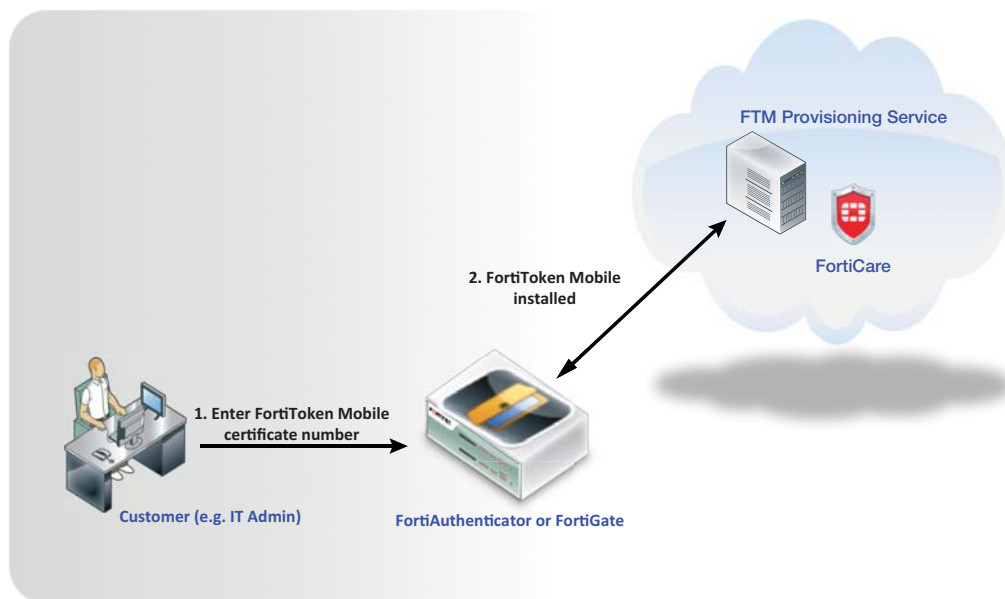 FTM Provisioning Service
FortiCare
2. FortiToken Mobile
installed
1. Enter FortiToken Mobile
certificate number
FORTINET
Customer (e.g. IT Admin)
FortiAuthenticator or FortiGate